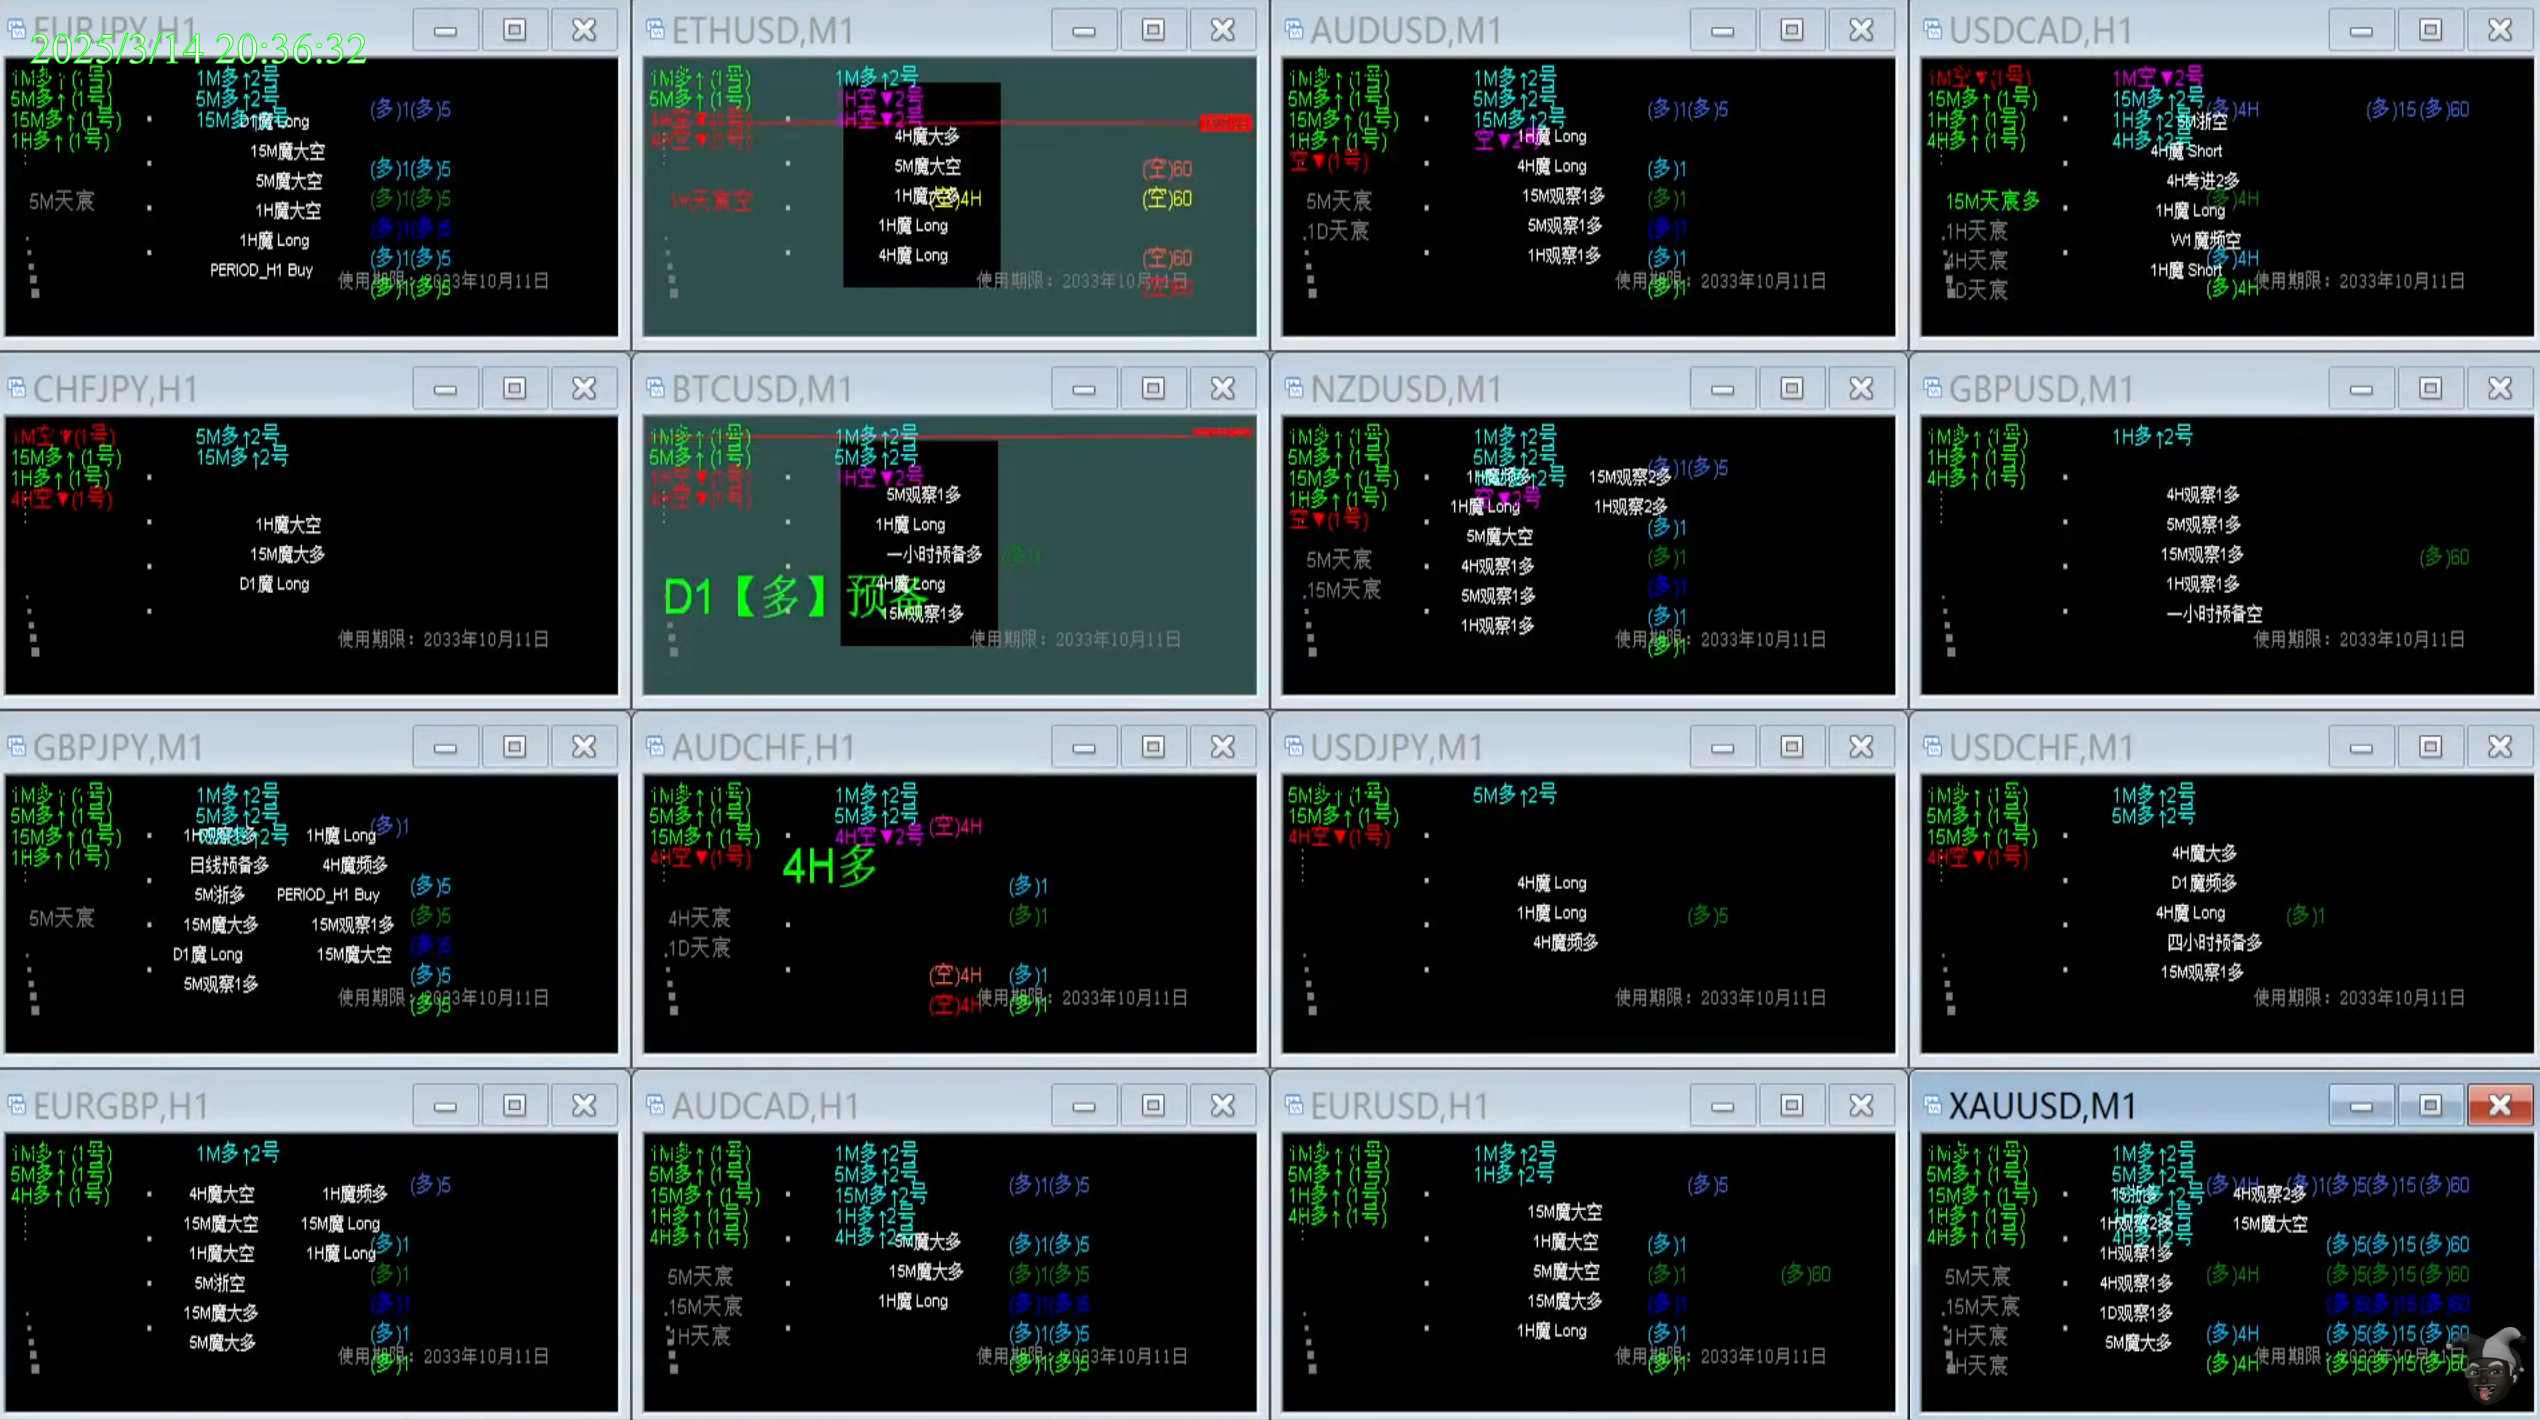 EURJPY,H1
2025/3/14 20:36:32
1M多↑(1号)
5M多↑(1号)
15M多↑(1号)
1H多↑(1号)
1M多↑2号
5M多↑2号
15M多↑2号
D1魔 Long
15M魔大空
5M魔大空
1H魔大空
1H魔 Long
PERIOD_H1 Buy
5M天宸
(多)1(多)5
(多)1(多)5
(多)1(多)5
(多)1(多)5
(多)1(多)5
(多)1(多)5
使用期限：2033年10月11日
ETHUSD,M1
1M多↑(1号)
5M多↑(1号)
1H空▼(1号)
4H空▼(1号)
1M多↑2号
1H空▼2号
4H空▼2号
4H魔大多
5M魔大空
1H魔大多
1H魔 Long
4H魔 Long
1H天宸空
(空)4H
(空)60
(空)60
(空)60
(空)60
使用期限：2033年10月11日
AUDUSD,M1
1M多↑(1号)
5M多↑(1号)
15M多↑(1号)
1H多↑(1号)
空▼(1号)
1M多↑2号
5M多↑2号
15M多↑2号
空▼2号
1H魔 Long
4H魔 Long
15M观察1多
5M观察1多
1H观察1多
5M天宸
1D天宸
(多)1(多)5
(多)1
(多)1
(多)1
(多)1
(多)1
使用期限：2033年10月11日
USDCAD,H1
1M空▼(1号)
15M多↑(1号)
1H多↑(1号)
4H多↑(1号)
1M空▼2号
15M多↑2号
1H多↑2号
4H多↑2号
5M浙空
4H魔 Short
4H考进2多
1H魔 Long
W1魔频空
1H魔 Short
15M天宸多
1H天宸
4H天宸
D天宸
(多)4H
(多)15(多)60
(多)4H
(多)4H
(多)4H
使用期限：2033年10月11日
CHFJPY,H1
1M空▼(1号)
15M多↑(1号)
1H多↑(1号)
4H空▼(1号)
5M多↑2号
15M多↑2号
1H魔大空
15M魔大多
D1魔 Long
使用期限：2033年10月11日
BTCUSD,M1
1M多↑(1号)
5M多↑(1号)
1H空▼(1号)
4H空▼(1号)
1M多↑2号
5M多↑2号
1H空▼2号
5M观察1多
1H魔 Long
一小时预备多
4H魔 Long
15M观察1多
D1【多】预备
(多)1
使用期限：2033年10月11日
NZDUSD,M1
1M多↑(1号)
5M多↑(1号)
15M多↑(1号)
1H多↑(1号)
空▼(1号)
1M多↑2号
5M多↑2号
空▼2号
1H魔频多
15M观察2多
1H魔 Long
1H观察2多
5M魔大空
4H观察1多
5M观察1多
1H观察1多
5M天宸
15M天宸
(多)1(多)5
(多)1
(多)1
(多)1
(多)1
(多)1
使用期限：2033年10月11日
GBPUSD,M1
1M多↑(1号)
1H多↑(1号)
4H多↑(1号)
1H多↑2号
4H观察1多
5M观察1多
15M观察1多
1H观察1多
一小时预备空
(多)60
使用期限：2033年10月11日
GBPJPY,M1
1M多↑(1号)
5M多↑(1号)
15M多↑(1号)
1H多↑(1号)
1M多↑2号
5M多↑2号
1H魔 Long
日线预备多
4H魔频多
5M浙多
PERIOD_H1 Buy
15M魔大多
15M观察1多
D1魔 Long
15M魔大空
5M观察1多
5M天宸
(多)1
(多)5
(多)5
(多)5
(多)5
(多)5
使用期限：2033年10月11日
AUDCHF,H1
1M多↑(1号)
5M多↑(1号)
15M多↑(1号)
4H空▼(1号)
1M多↑2号
5M多↑2号
4H空▼2号
4H多
4H天宸
1D天宸
(空)4H
(多)1
(多)1
(空)4H
(多)1
(空)4H
(多)1
使用期限：2033年10月11日
USDJPY,M1
5M多↑(1号)
15M多↑(1号)
4H空▼(1号)
5M多↑2号
4H魔 Long
1H魔 Long
4H魔频多
(多)5
使用期限：2033年10月11日
USDCHF,M1
1M多↑(1号)
5M多↑(1号)
15M多↑(1号)
4H空▼(1号)
1M多↑2号
5M多↑2号
4H魔大多
D1魔频多
4H魔 Long
四小时预备多
15M观察1多
(多)1
使用期限：2033年10月11日
EURGBP,H1
1M多↑(1号)
5M多↑(1号)
4H多↑(1号)
1M多↑2号
4H魔大空
1H魔频多
15M魔大空
15M魔 Long
1H魔大空
1H魔 Long
5M浙空
15M魔大多
5M魔大多
(多)5
(多)1
(多)1
(多)1
(多)1
(多)1
使用期限：2033年10月11日
AUDCAD,H1
1M多↑(1号)
5M多↑(1号)
15M多↑(1号)
1H多↑(1号)
4H多↑(1号)
1M多↑2号
5M多↑2号
15M多↑2号
1H多↑2号
4H多↑2号
5M魔大多
15M魔大多
1H魔 Long
5M天宸
15M天宸
1H天宸
(多)1(多)5
(多)1(多)5
(多)1(多)5
(多)1(多)5
(多)1(多)5
(多)1(多)5
使用期限：2033年10月11日
EURUSD,H1
1M多↑(1号)
5M多↑(1号)
1H多↑(1号)
4H多↑(1号)
1M多↑2号
1H多↑2号
15M魔大空
1H魔大空
5M魔大空
15M魔大多
1H魔 Long
(多)5
(多)1
(多)1
(多)60
(多)1
(多)1
(多)1
使用期限：2033年10月11日
XAUUSD,M1
1M多↑(1号)
5M多↑(1号)
15M多↑(1号)
1H多↑(1号)
4H多↑(1号)
1M多↑2号
5M多↑2号
4H多↑2号
4H观察2多
1H观察2多
15M魔大空
1H观察1多
4H观察1多
1D观察1多
5M魔大多
5M天宸
15M天宸
1H天宸
H天宸
(多)4H
(多)1(多)5(多)15(多)60
(多)5(多)15(多)60
(多)4H
(多)5(多)15(多)60
(多)5(多)15(多)60
(多)4H
(多)5(多)15(多)60
(多)4H
(多)5(多)15(多)60
使用期限：2033年10月11日